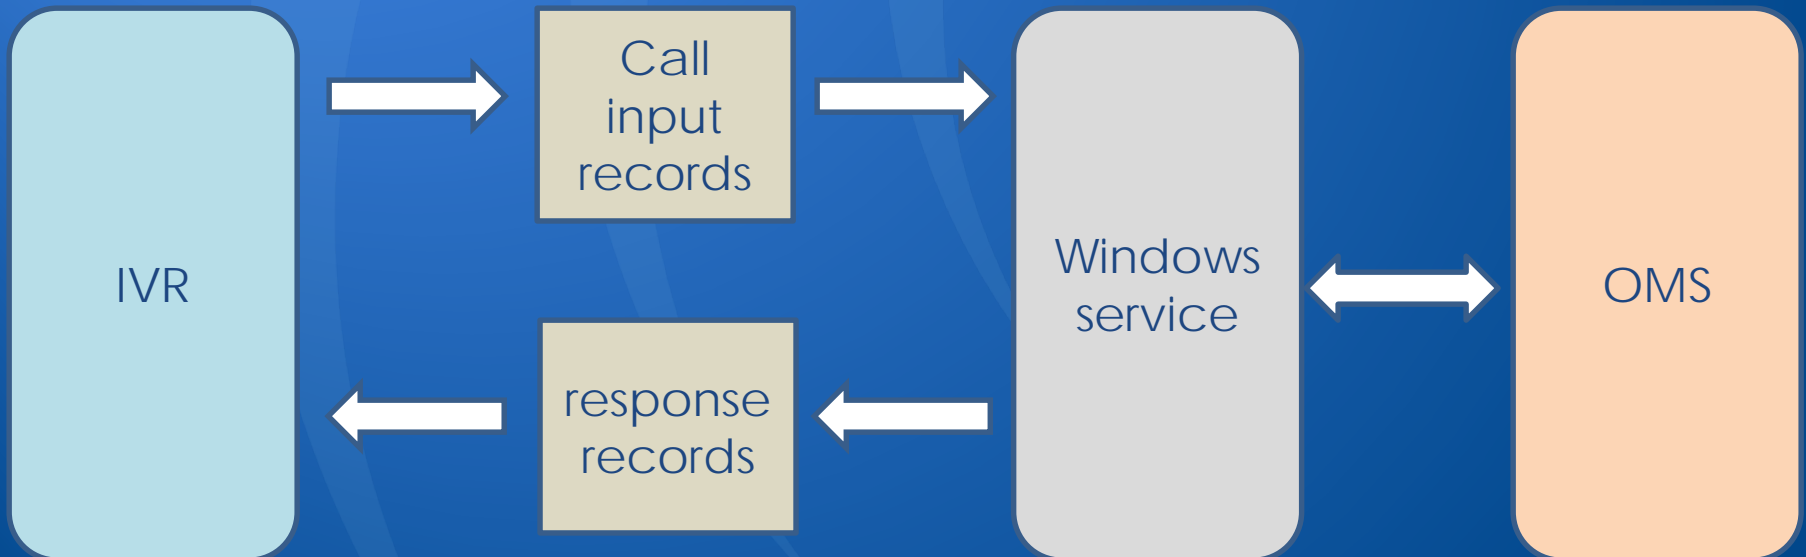 IVR
Call
input
records
response
records
Windows
service
OMS